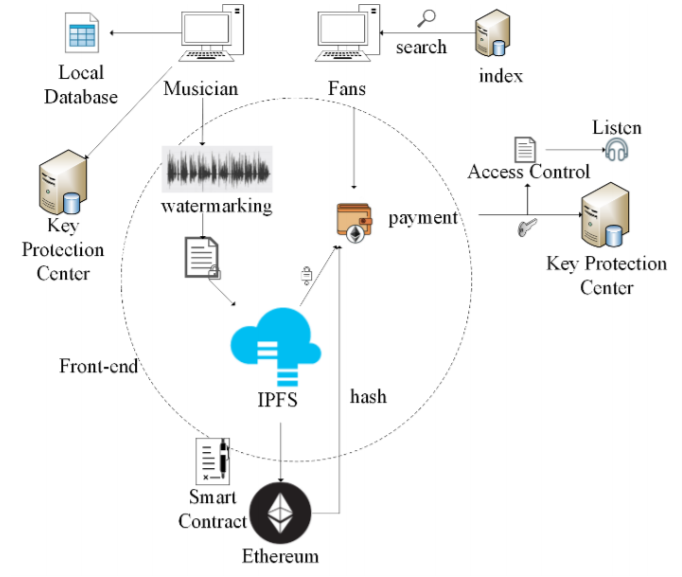 search
index
Local
Database
Musician
Fans
Listen
Access Control
watermarking
payment
Key
Protection
Center
Key Protection
Center
Front-end
IPFS
hash
Smart
Contract
Ethereum